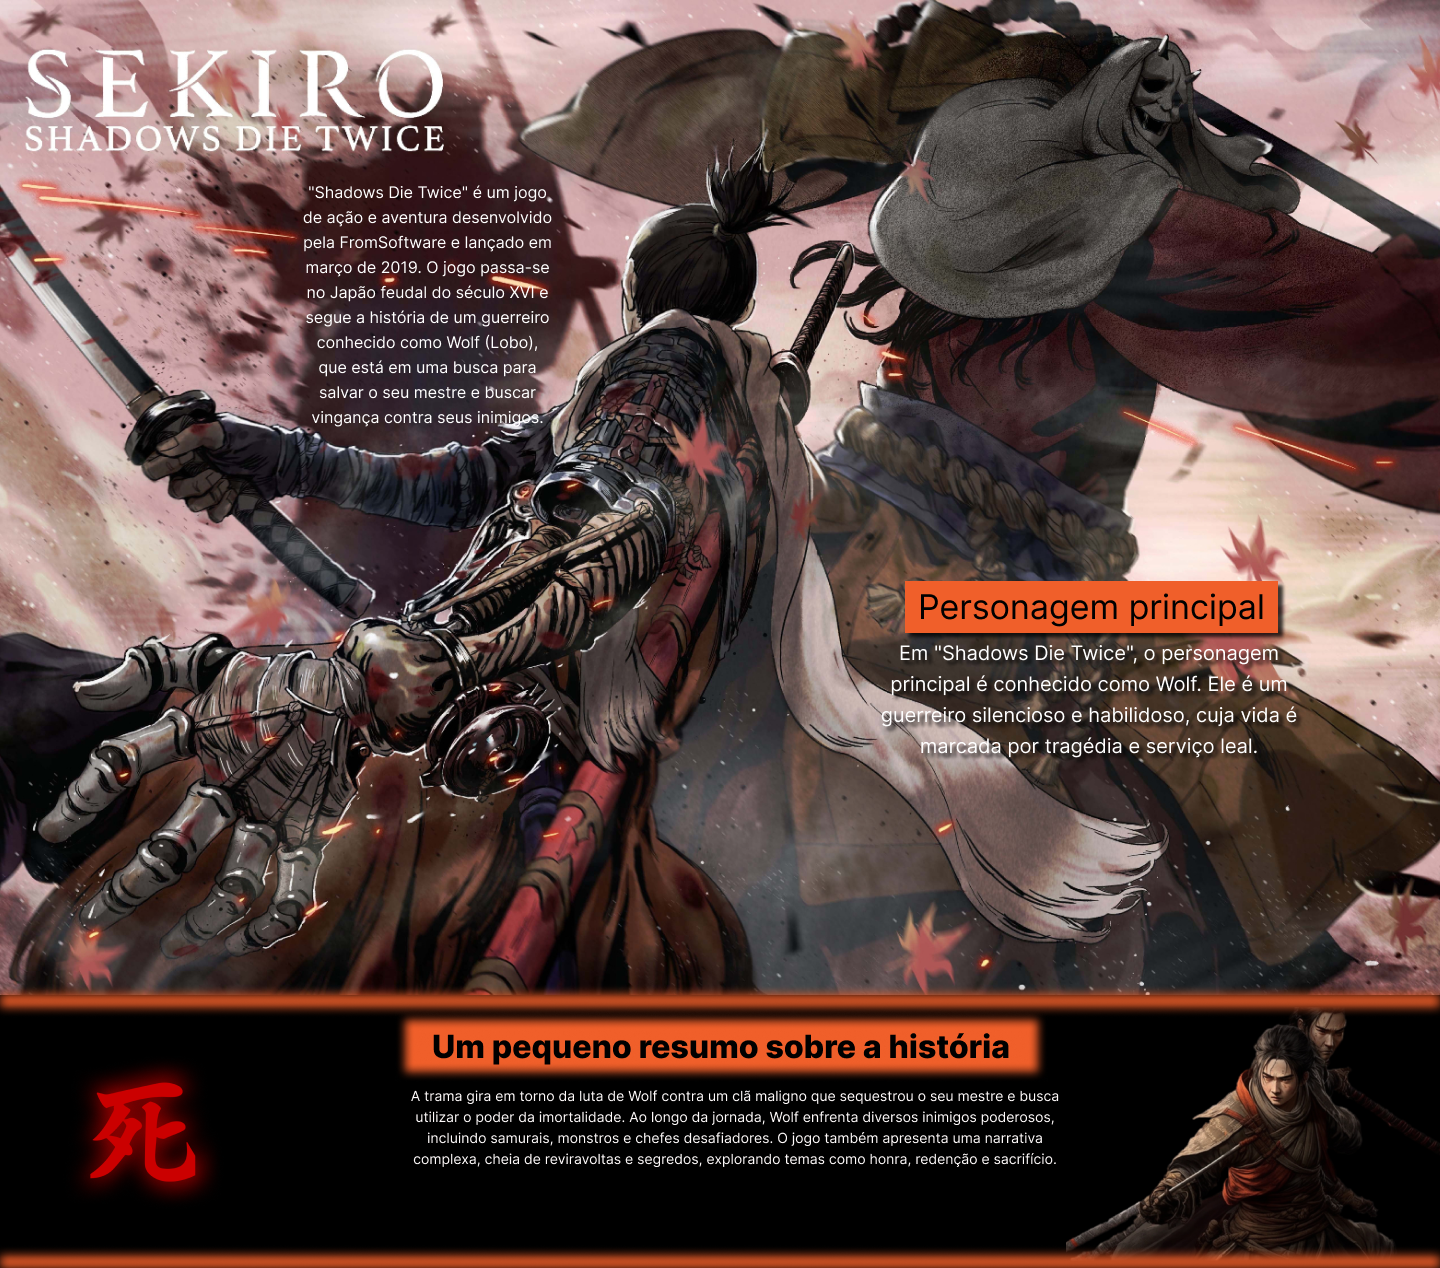 SEKIRO
SHADOWS DIE TWICE
"Shadows Die Twice" é um jogo
de ação e aventura desenvolvido
pela FromSoftware e lançado em
março de 2019. O jogo passa-se
no Japão feudal do século XVI e
segue a história de um guerreiro
conhecido como Wolf (Lobo),
que está em uma busca para
salvar o seu mestre e buscar
vingança contra seus inimigos.
Personagem principal
Em "Shadows Die Twice", o personagem
principal é conhecido como Wolf. Ele é um
guerreiro silencioso e habilidoso, cuja vida é
marcada por tragédia e serviço leal.
Um pequeno resumo sobre a história
死
A trama gira em torno da luta de Wolf contra um clã maligno que sequestrou o seu mestre e busca
utilizar o poder da imortalidade. Ao longo da jornada, Wolf enfrenta diversos inimigos poderosos,
incluindo samurais, monstros e chefes desafiadores. O jogo também apresenta uma narrativa
complexa, cheia de reviravoltas e segredos, explorando temas como honra, redenção e sacrifício.